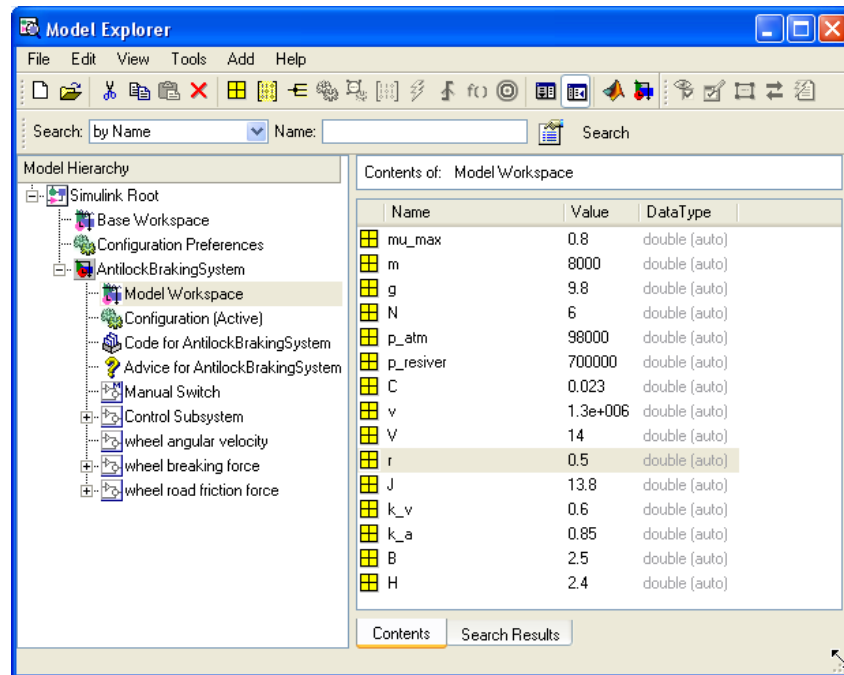 Model Explorer
File Edit View Tools Add Help
f()
Search: by Name Name: Search
Model Hierarchy
Simulink Root
Base Workspace
Configuration Preferences
AntilockBrakingSystem
Model Workspace
Configuration (Active)
Code for AntilockBrakingSystem
Advice for AntilockBrakingSystem
Manual Switch
Control Subsystem
wheel angular velocity
wheel breaking force
wheel road friction force
Contents of: Model Workspace
Name Value DataType
mu_max 0.8 double (auto)
m 8000 double (auto)
g 9.8 double (auto)
N 6 double (auto)
p_atm 98000 double (auto)
p_resiver 700000 double (auto)
C 0.023 double (auto)
v 1.3e+006 double (auto)
V 14 double (auto)
r 0.5 double (auto)
J 13.8 double (auto)
k_v 0.6 double (auto)
k_a 0.85 double (auto)
B 2.5 double (auto)
H 2.4 double (auto)
Contents Search Results